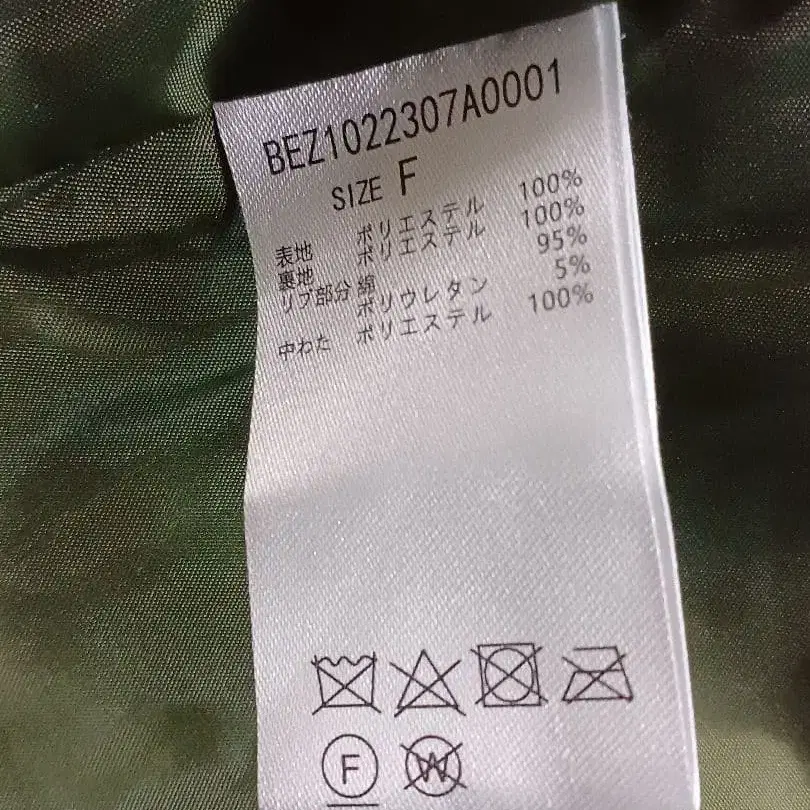 BEZ1022307A0001
SIZE F
表地 ポリエステル 100%
裏地 ポリエステル 100%
リブ部分 綿 95%
ポリウレタン 5%
中わた ポリエステル 100%
F W